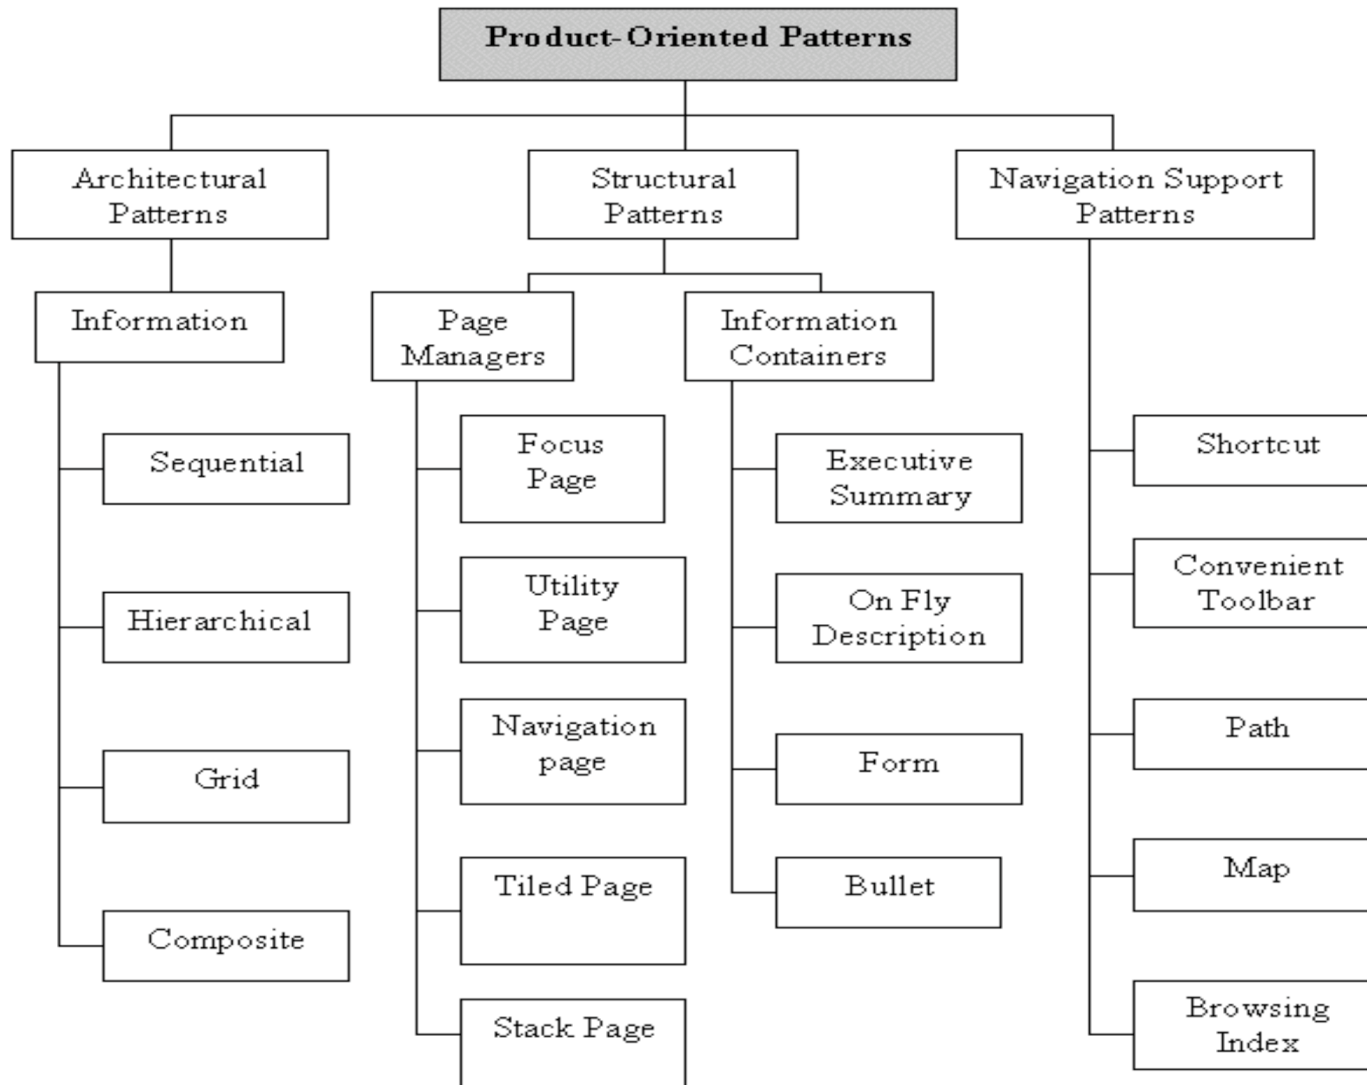 Product-Oriented Patterns
Architectural
Patterns
Structural
Patterns
Navigation Support
Patterns
Information
Page
Managers
Information
Containers
Sequential
Hierarchical
Grid
Composite
Focus
Page
Utility
Page
Navigation
page
Tiled Page
Stack Page
Executive
Summary
On Fly
Description
Form
Bullet
Shortcut
Convenient
Toolbar
Path
Map
Browsing
Index